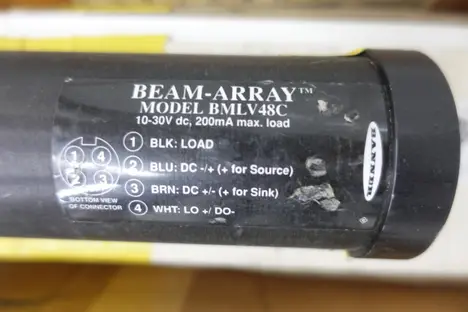 BEAM-ARRAY™
MODEL BMLV48C
10-30V dc, 200mA max. load
1 BLK: LOAD
2 BLU: DC -/+ (+ for Source)
3 BRN: DC +/- (+ for Sink)
4 WHT: LO +/ DO-
1 4
2 3
BOTTOM VIEW
OF CONNECTOR
BANNER